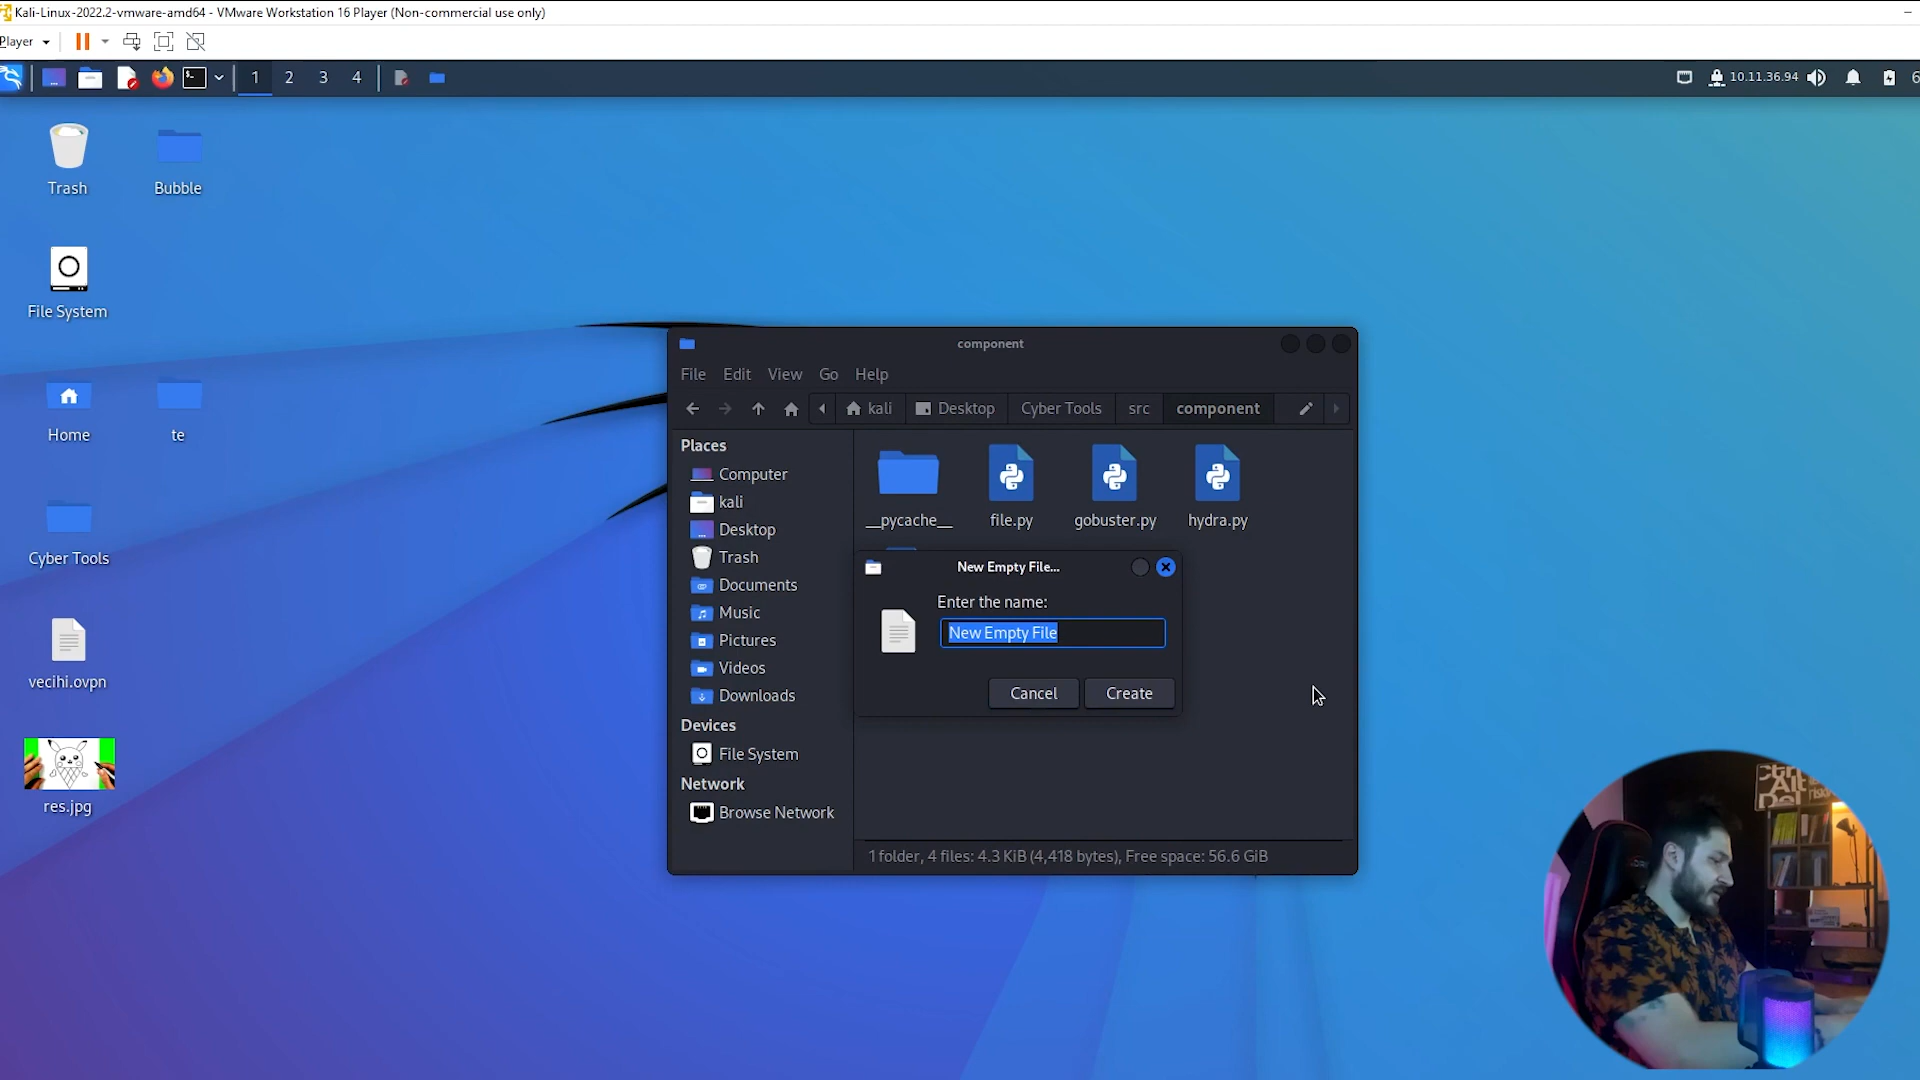 Kali-Linux-2022.2-vmware-amd64 - VMware Workstation 16 Player (Non-commercial use only)
Player
1 2 3 4
10.11.36.94
6
Trash
Bubble
File System
Home
te
Cyber Tools
vecihi.ovpn
res.jpg
component
File Edit View Go Help
kali Desktop Cyber Tools src component
Places
Computer
kali
Desktop
Trash
Documents
Music
Pictures
Videos
Downloads
Devices
File System
Network
Browse Network
__pycache__
file.py
gobuster.py
hydra.py
New Empty File...
Enter the name:
New Empty File
Cancel
Create
1 folder, 4 files: 4.3 KiB (4,418 bytes), Free space: 56.6 GiB
Ctrl
Alt
Del